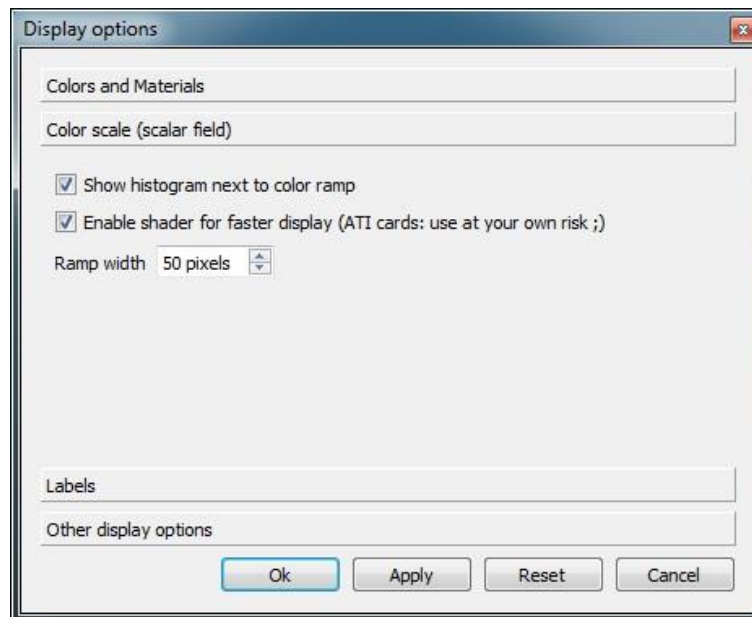 Display options
Colors and Materials
Color scale (scalar field)
Show histogram next to color ramp
Enable shader for faster display (ATI cards: use at your own risk ;)
Ramp width 50 pixels
Labels
Other display options
Ok Apply Reset Cancel